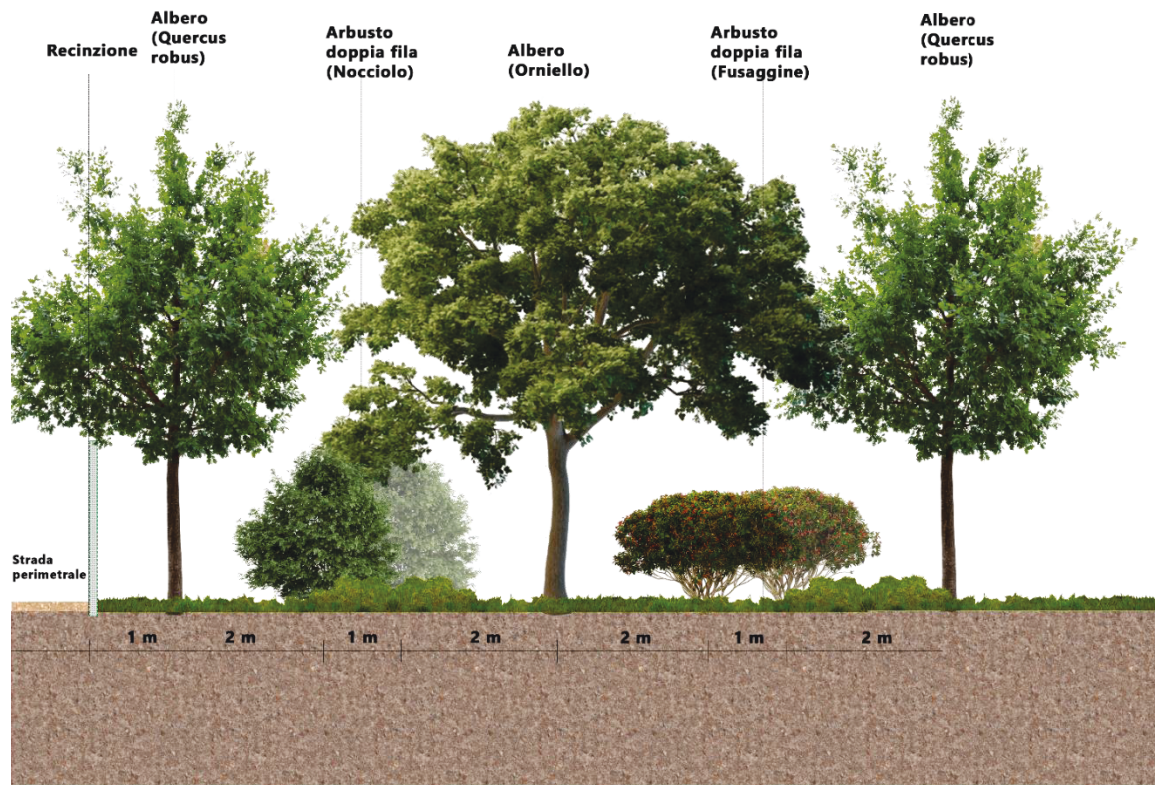 Recinzione
Albero
(Quercus
robus)
Arbusto
doppia fila
(Nocciolo)
Albero
(Orniello)
Arbusto
doppia fila
(Fusaggine)
Albero
(Quercus
robus)
Strada
perimetrale
1 m 2 m 1 m 2 m 2 m 1 m 2 m